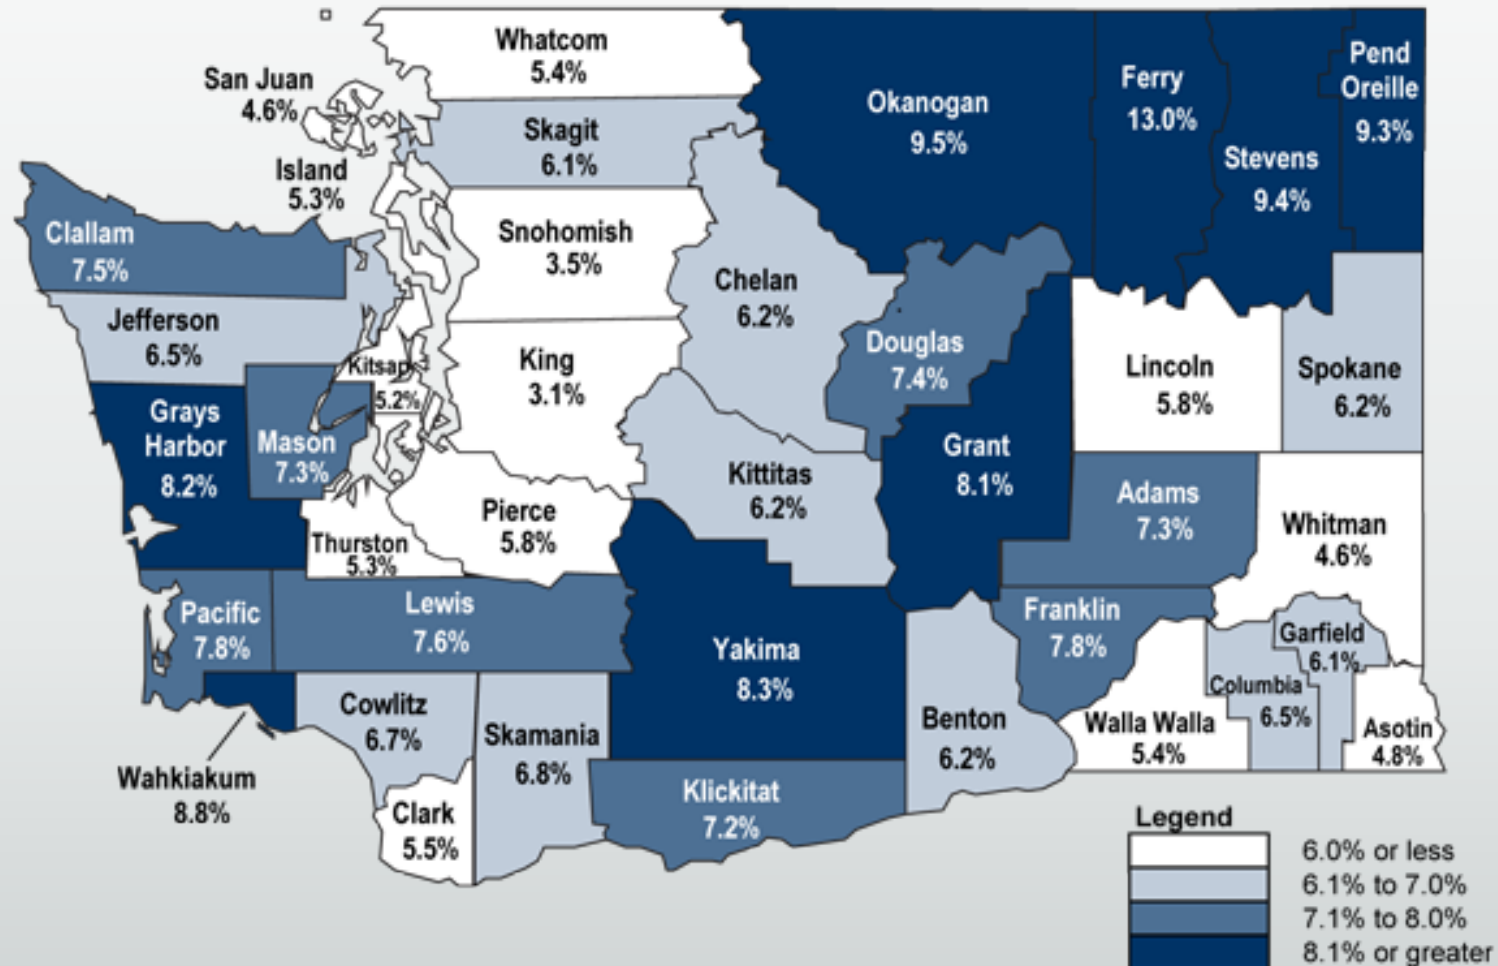 Whatcom
5.4%
San Juan
4.6%
Skagit
6.1%
Island
5.3%
Okanogan
9.5%
Ferry
13.0%
Stevens
9.4%
Pend
Oreille
9.3%
Clallam
7.5%
Snohomish
3.5%
Chelan
6.2%
Jefferson
6.5%
Kitsap
5.2%
King
3.1%
Douglas
7.4%
Lincoln
5.8%
Spokane
6.2%
Grays
Harbor
8.2%
Mason
7.3%
Kittitas
6.2%
Grant
8.1%
Adams
7.3%
Whitman
4.6%
Thurston
5.3%
Pierce
5.8%
Pacific
7.8%
Lewis
7.6%
Yakima
8.3%
Franklin
7.8%
Garfield
6.1%
Columbia
6.5%
Wahkiakum
8.8%
Cowlitz
6.7%
Skamania
6.8%
Benton
6.2%
Walla Walla
5.4%
Asotin
4.8%
Clark
5.5%
Klickitat
7.2%
Legend
6.0% or less
6.1% to 7.0%
7.1% to 8.0%
8.1% or greater